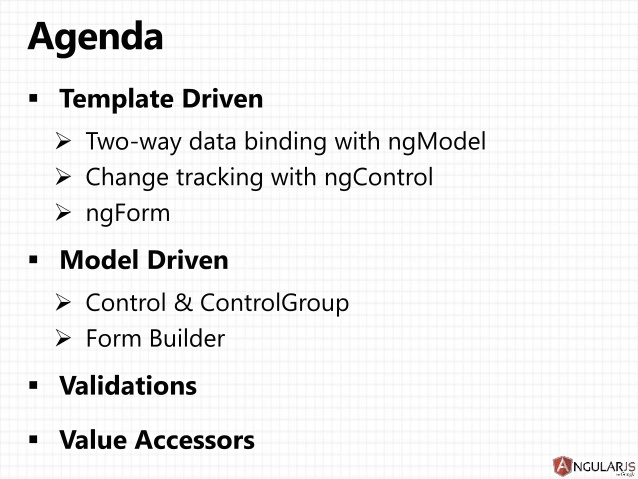 Agenda
Template Driven
Two-way data binding with ngModel
Change tracking with ngControl
ngForm
Model Driven
Control & ControlGroup
Form Builder
Validations
Value Accessors
ANGULARJS